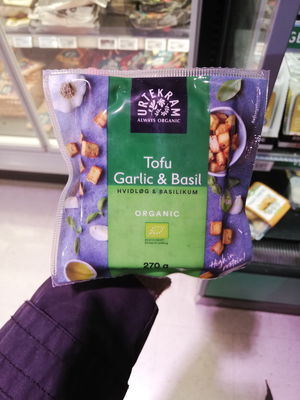 URTEKRAM
ALWAYS ORGANIC
Tofu
Garlic & Basil
HVIDLØG & BASILIKUM
ORGANIC
270 g
High in
protein!